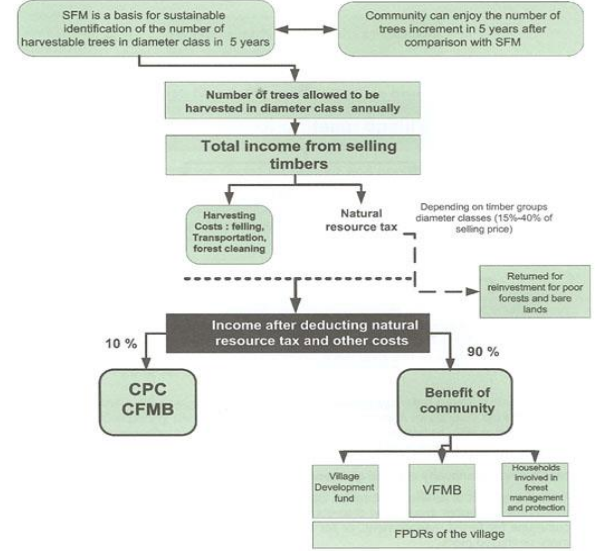 SFM is a basis for sustainable
identification of the number of
harvestable trees in diameter class in 5 years
Community can enjoy the number of
trees increment in 5 years after
comparison with SFM
Number of trees allowed to be
harvested in diameter class annually
Total income from selling
timbers
Harvesting
Costs : felling,
Transportation,
forest cleaning
Natural
resource tax
Depending on timber groups
diameter classes (15%-40% of
selling price)
Returned for
reinvestment for poor
forests and bare
lands
Income after deducting natural
resource tax and other costs
10 %
90 %
CPC
CFMB
Benefit of
community
Village
Development
fund
VFMB
Households
involved in
forest
management
and protection
FPDRs of the village